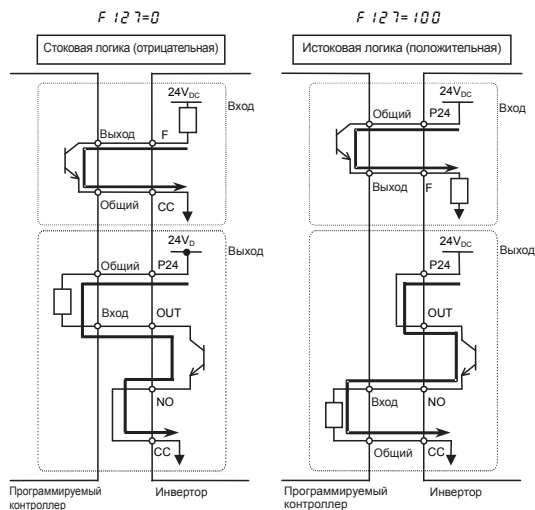 F127=0
Стоковая логика (отрицательная)
24VDC
Вход
Выход
F
Общий
CC
24VD
Выход
Общий
P24
Вход
OUT
NO
CC
Программируемый
контроллер
Инвертор
F127=100
Истоковая логика (положительная)
24VDC
Вход
Общий
P24
Выход
F
24VDC
Выход
P24
OUT
Вход
NO
Общий
CC
Программируемый
контроллер
Инвертор